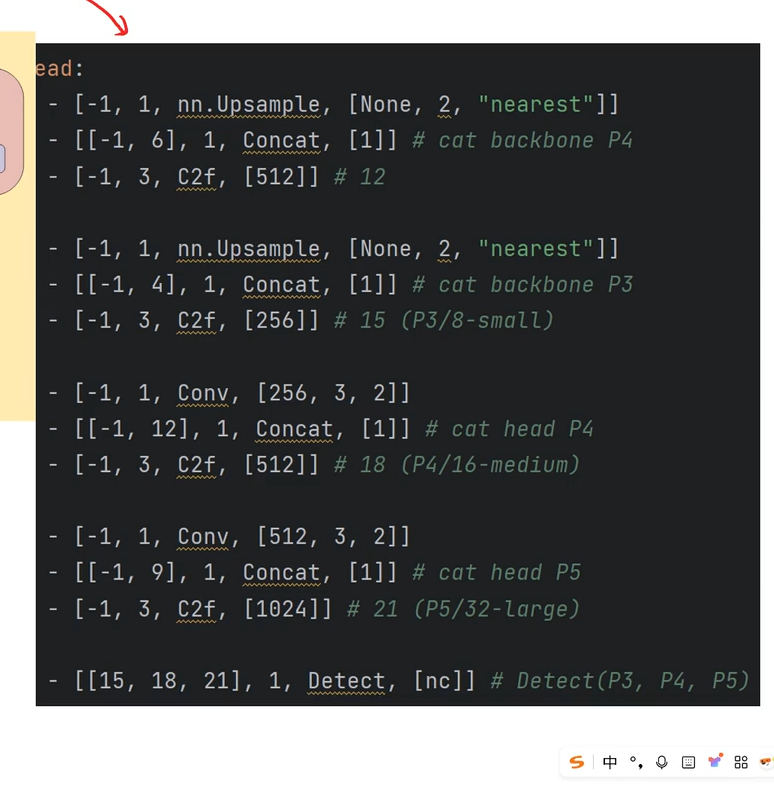 ead:
- [-1, 1, nn.Upsample, [None, 2, "nearest"]]
- [[-1, 6], 1, Concat, [1]] # cat backbone P4
- [-1, 3, C2f, [512]] # 12
- [-1, 1, nn.Upsample, [None, 2, "nearest"]]
- [[-1, 4], 1, Concat, [1]] # cat backbone P3
- [-1, 3, C2f, [256]] # 15 (P3/8-small)
- [-1, 1, Conv, [256, 3, 2]]
- [[-1, 12], 1, Concat, [1]] # cat head P4
- [-1, 3, C2f, [512]] # 18 (P4/16-medium)
- [-1, 1, Conv, [512, 3, 2]]
- [[-1, 9], 1, Concat, [1]] # cat head P5
- [-1, 3, C2f, [1024]] # 21 (P5/32-large)
- [[15, 18, 21], 1, Detect, [nc]] # Detect(P3, P4, P5)
中